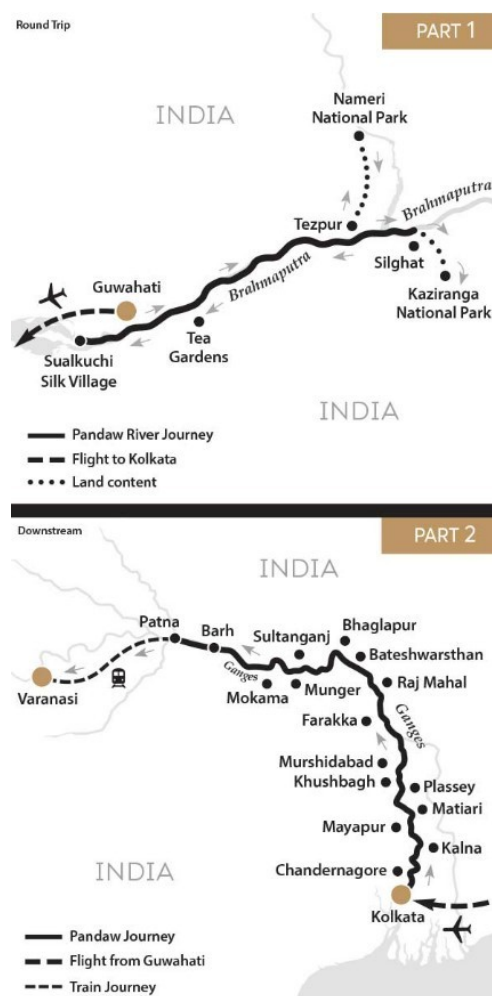 Round Trip
PART 1
INDIA
Nameri
National Park
Brahmaputra
Tezpur
Silghat
Brahmaputra
Guwahati
Kaziranga
National Park
Tea
Gardens
Sualkuchi
Silk Village
INDIA
Pandaw River Journey
Flight to Kolkata
Land content
Downstream
PART 2
INDIA
Patna
Barh
Sultanganj
Bhaglapur
Bateshwarsthan
Ganges
Varanasi
Mokama
Munger
Raj Mahal
Ganges
Farakka
Murshidabad
Khushbagh
Plassey
Matiari
Mayapur
Kalna
INDIA
Chandernagore
Kolkata
Pandaw Journey
Flight from Guwahati
Train Journey